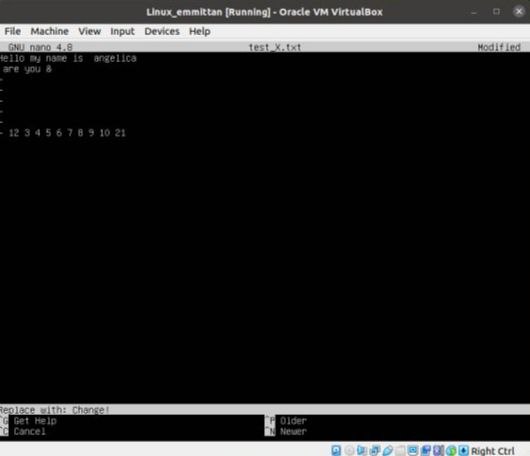 Linux_emmittan [Running] - Oracle VM VirtualBox
File Machine View Input Devices Help
GNU nano 4.8 test_X.txt Modified
Hello my name is  angelica
are you &
-
-
-
-
-
- 12 3 4 5 6 7 8 9 10 21
Replace with: Change!
^G Get Help ^P Older
^C Cancel ^N Newer
Right Ctrl